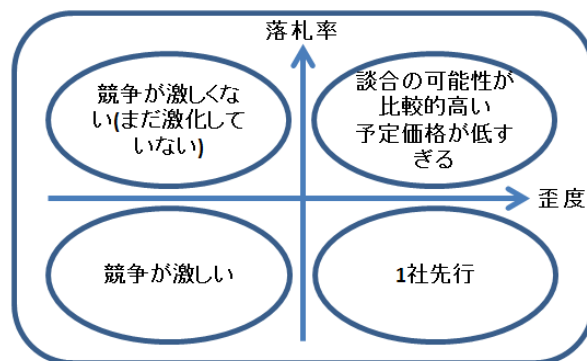 落札率
競争が激しくな
い(まだ激化して
いない)
談合の可能性が
比較的高い
予定価格が低す
ぎる
歪度
競争が激しい
1社先行